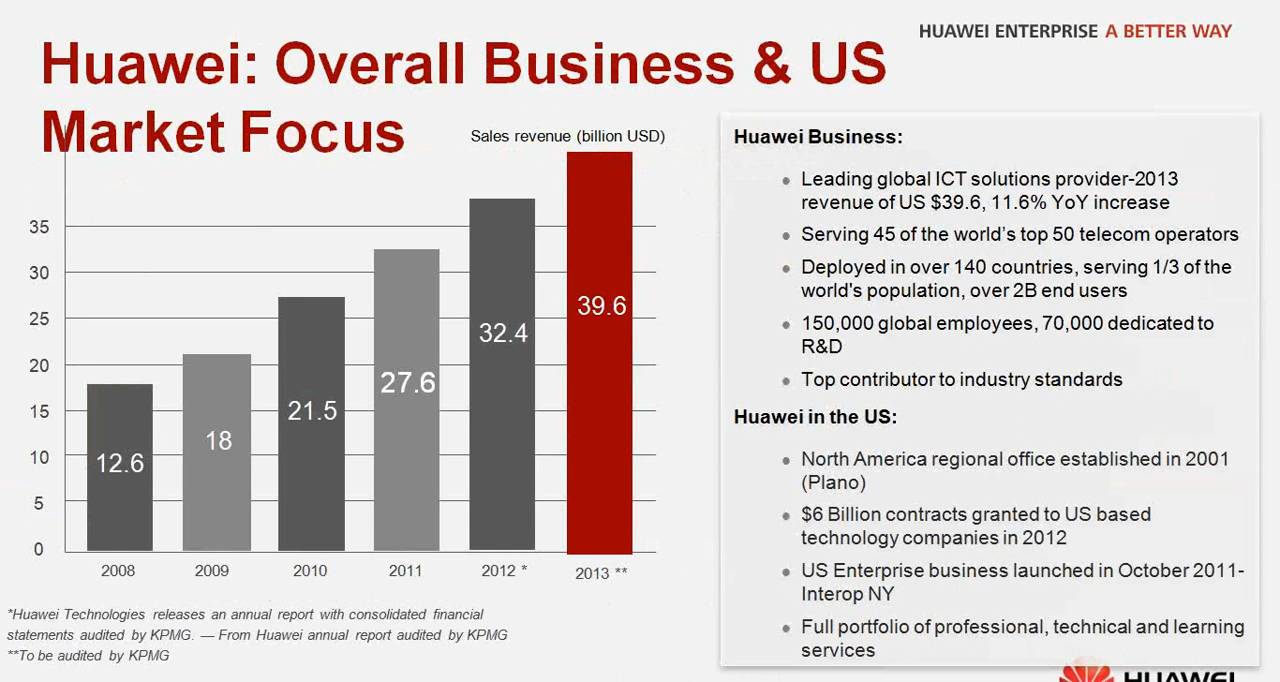 HUAWEI ENTERPRISE A BETTER WAY
Huawei: Overall Business & US
Market Focus
Sales revenue (billion USD)
35
30
25
20
15
10
5
0
12.6
18
21.5
27.6
32.4
39.6
2008
2009
2010
2011
2012 *
2013 **
*Huawei Technologies releases an annual report with consolidated financial
statements audited by KPMG. — From Huawei annual report audited by KPMG
**To be audited by KPMG
Huawei Business:
Leading global ICT solutions provider-2013
revenue of US $39.6, 11.6% YoY increase
Serving 45 of the world's top 50 telecom operators
Deployed in over 140 countries, serving 1/3 of the
world's population, over 2B end users
150,000 global employees, 70,000 dedicated to
R&D
Top contributor to industry standards
Huawei in the US:
North America regional office established in 2001
(Plano)
$6 Billion contracts granted to US based
technology companies in 2012
US Enterprise business launched in October 2011-
Interop NY
Full portfolio of professional, technical and learning
services
HUAWEI